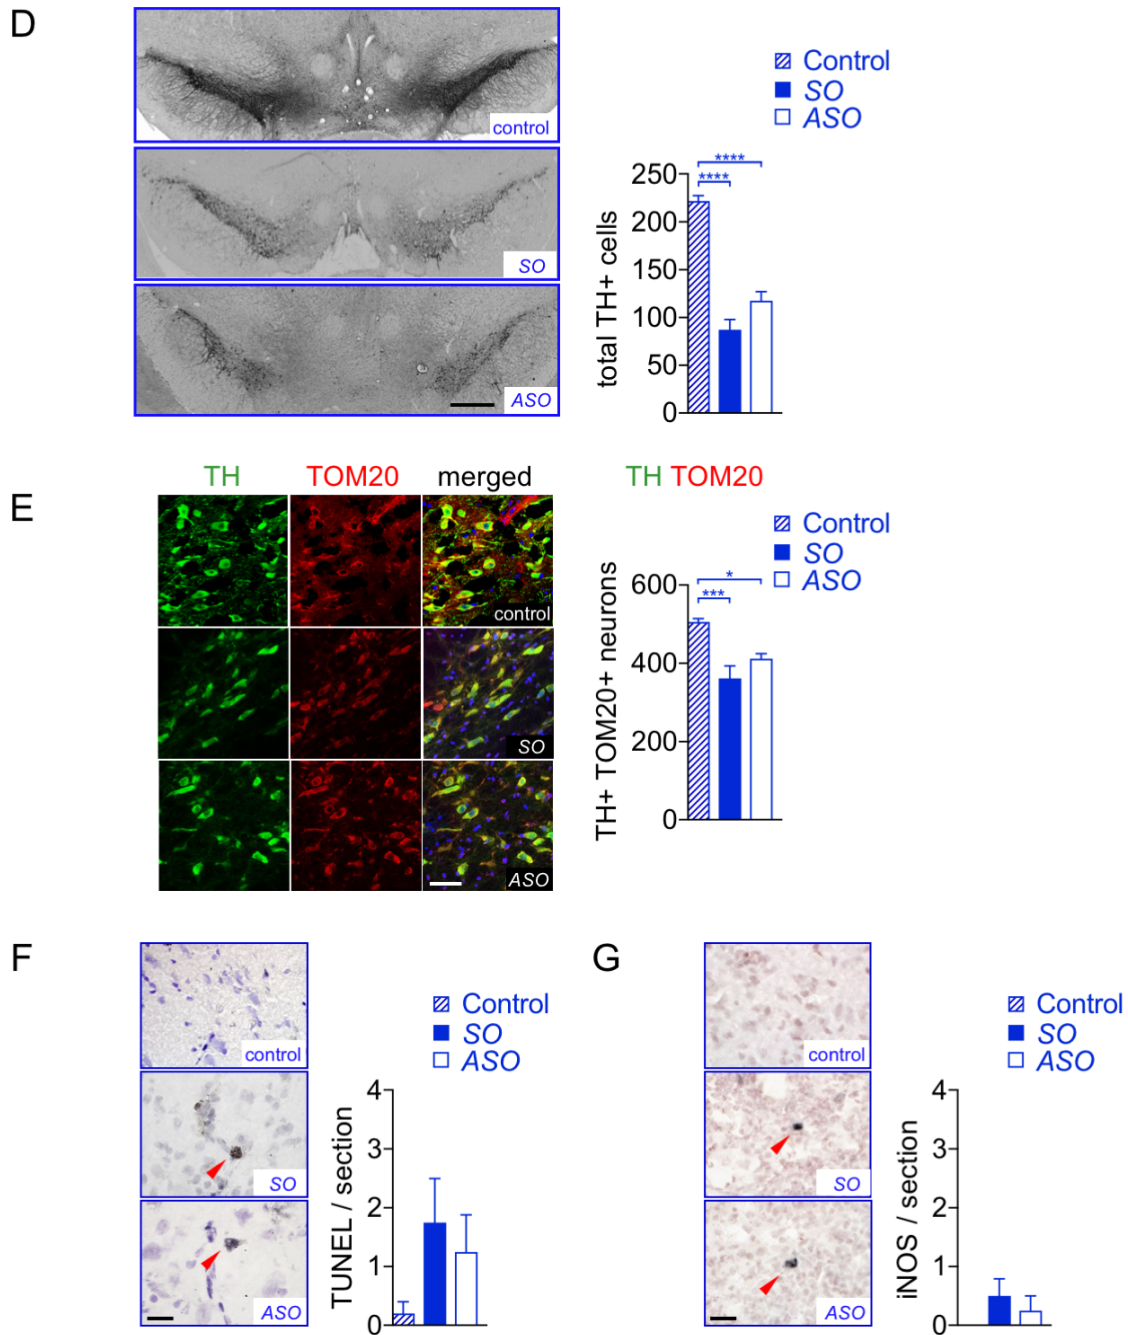 D
control
SO
ASO
Control
SO
ASO
total TH+ cells
250
200
150
100
50
0
****
****
E
TH TOM20 merged
control
SO
ASO
TH TOM20
Control
SO
ASO
TH+ TOM20+ neurons
600
400
200
0
*
***
F
control
SO
ASO
Control
SO
ASO
TUNEL / section
4
3
2
1
0
G
control
SO
ASO
Control
SO
ASO
iNOS / section
4
3
2
1
0